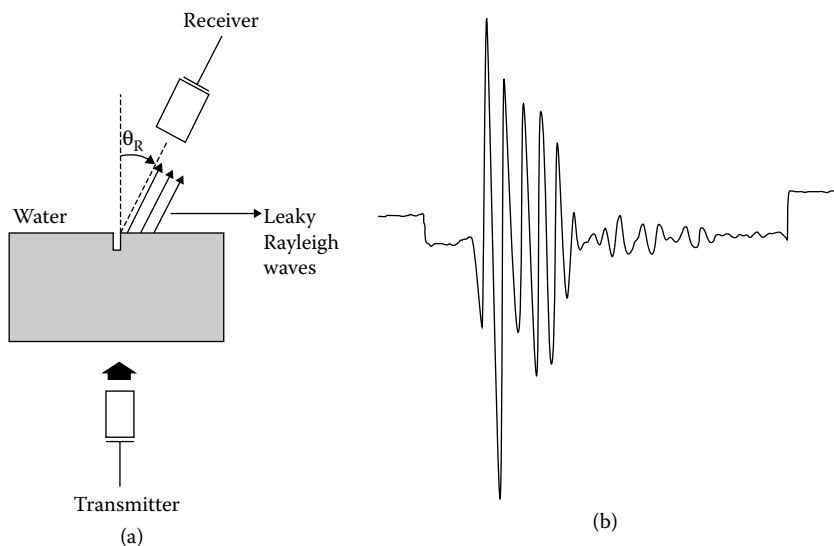 Receiver
θR
Water
Leaky
Rayleigh
waves
Transmitter
(a)
(b)